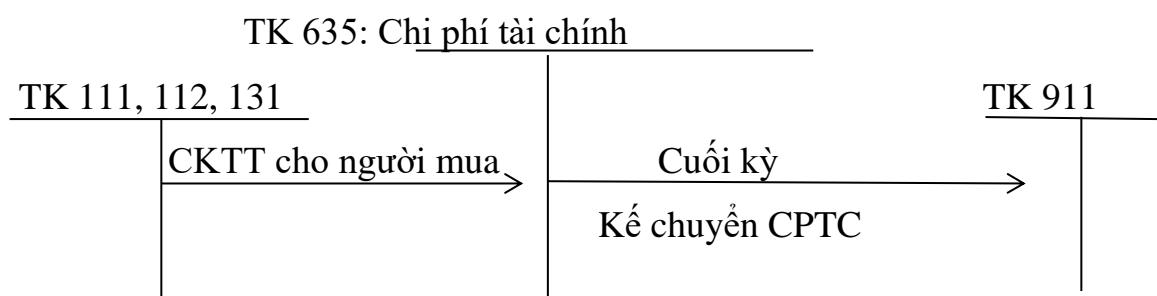 TK 635: Chi phí tài chính
TK 111, 112, 131
TK 911
CKTT cho người mua
Cuối kỳ
Kế chuyển CPTC